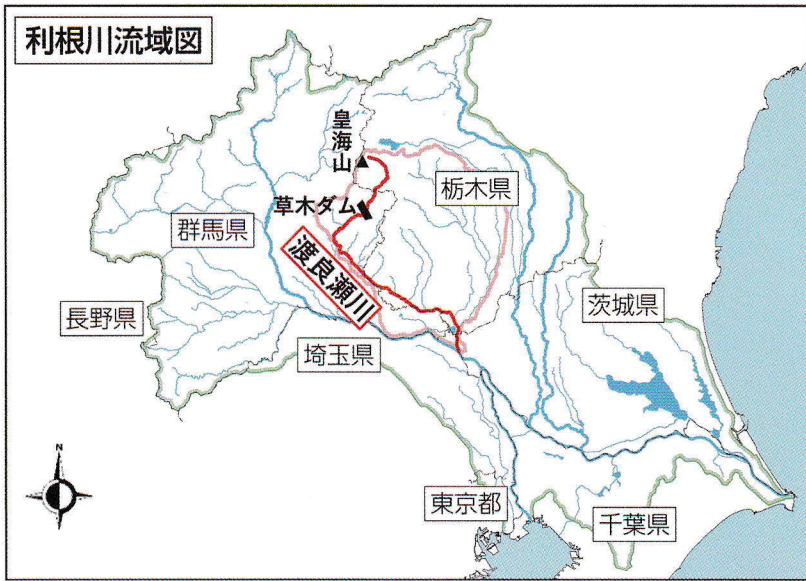 利根川流域図
皇海山
草木ダム
栃木県
群馬県
渡良瀬川
長野県
茨城県
埼玉県
東京都
千葉県
N